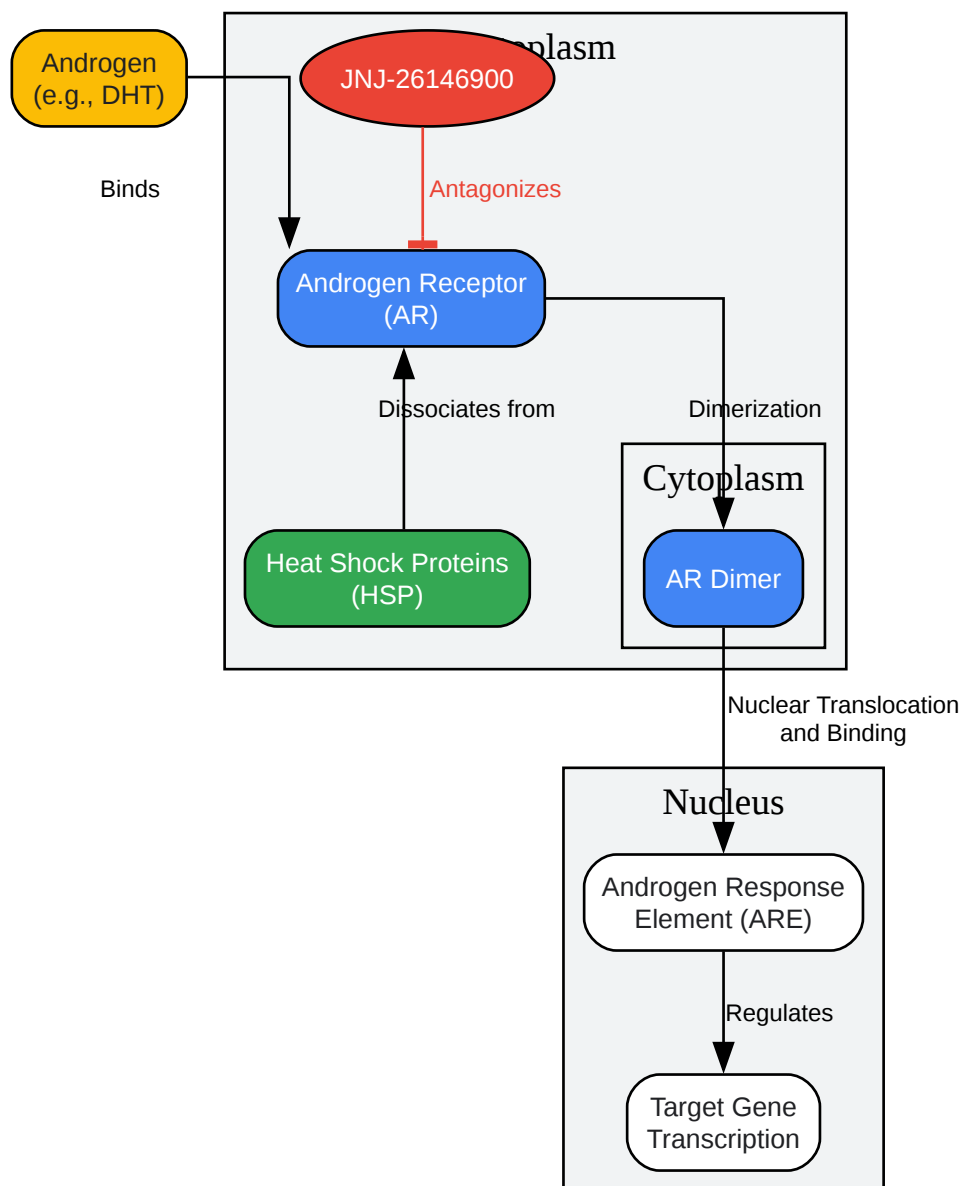 Androgen
(e.g., DHT)
JNJ-26146900
Binds
Antagonizes
Androgen Receptor
(AR)
Dissociates from
Dimerization
Cytoplasm
Heat Shock Proteins
(HSP)
AR Dimer
Nuclear Translocation
and Binding
Nucleus
Androgen Response
Element (ARE)
Regulates
Target Gene
Transcription